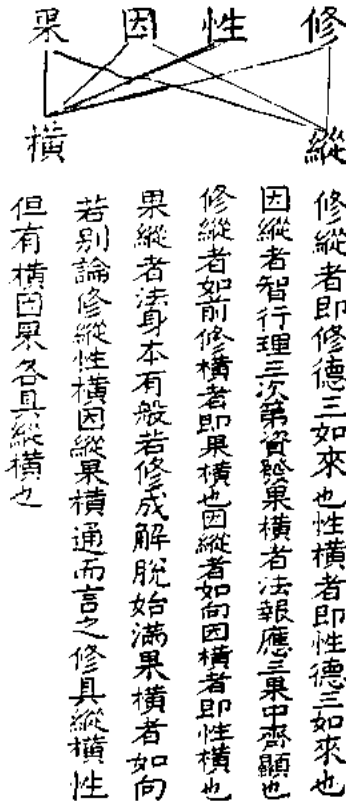 修性因果
縱橫
修縱者即修德三如來也性橫者即性德三如來也
因縱者智行理三次第資發果橫者法報應三果中齊顯也
修縱者如前修橫者即果橫也因縱者如向因橫者即性橫也
果縱者法身本有般若修成解脫始滿果橫者如向
若別論修縱性橫因縱果橫通而言之修具縱橫性
但有橫因果各具縱橫也